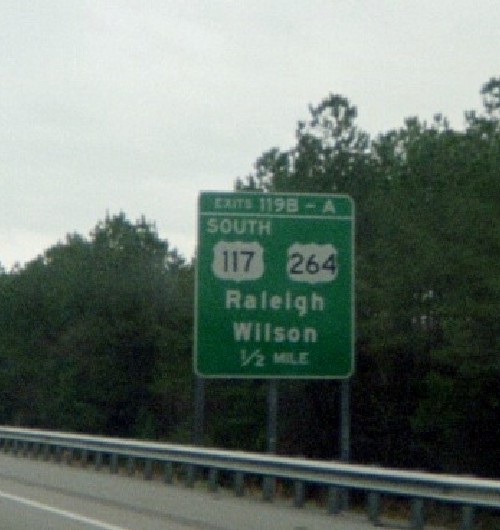 EXITS 119B - A
SOUTH
117 264
Raleigh
Wilson
1/2 MILE